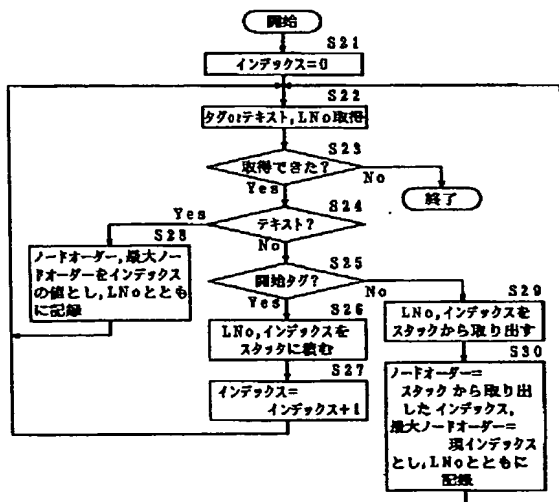 開始
S21
インデックス=0
S22
タグorテキスト,LNo取得
S23
取得できた?
Yes
No
終了
S24
テキスト?
Yes
No
S28
ノードオーダー,最大ノー
ドオーダーをインデックス
の値とし,LNoととも
に記録
S25
開始タグ?
Yes
No
S26
LNo,インデックスを
スタックに積む
S27
インデックス=
インデックス+1
S29
LNo,インデックスを
スタックから取り出す
S30
ノードオーダー=
スタックから取り出
したインデックス,
最大ノードオーダー=
現インデックス
とし,LNoとともに
記録